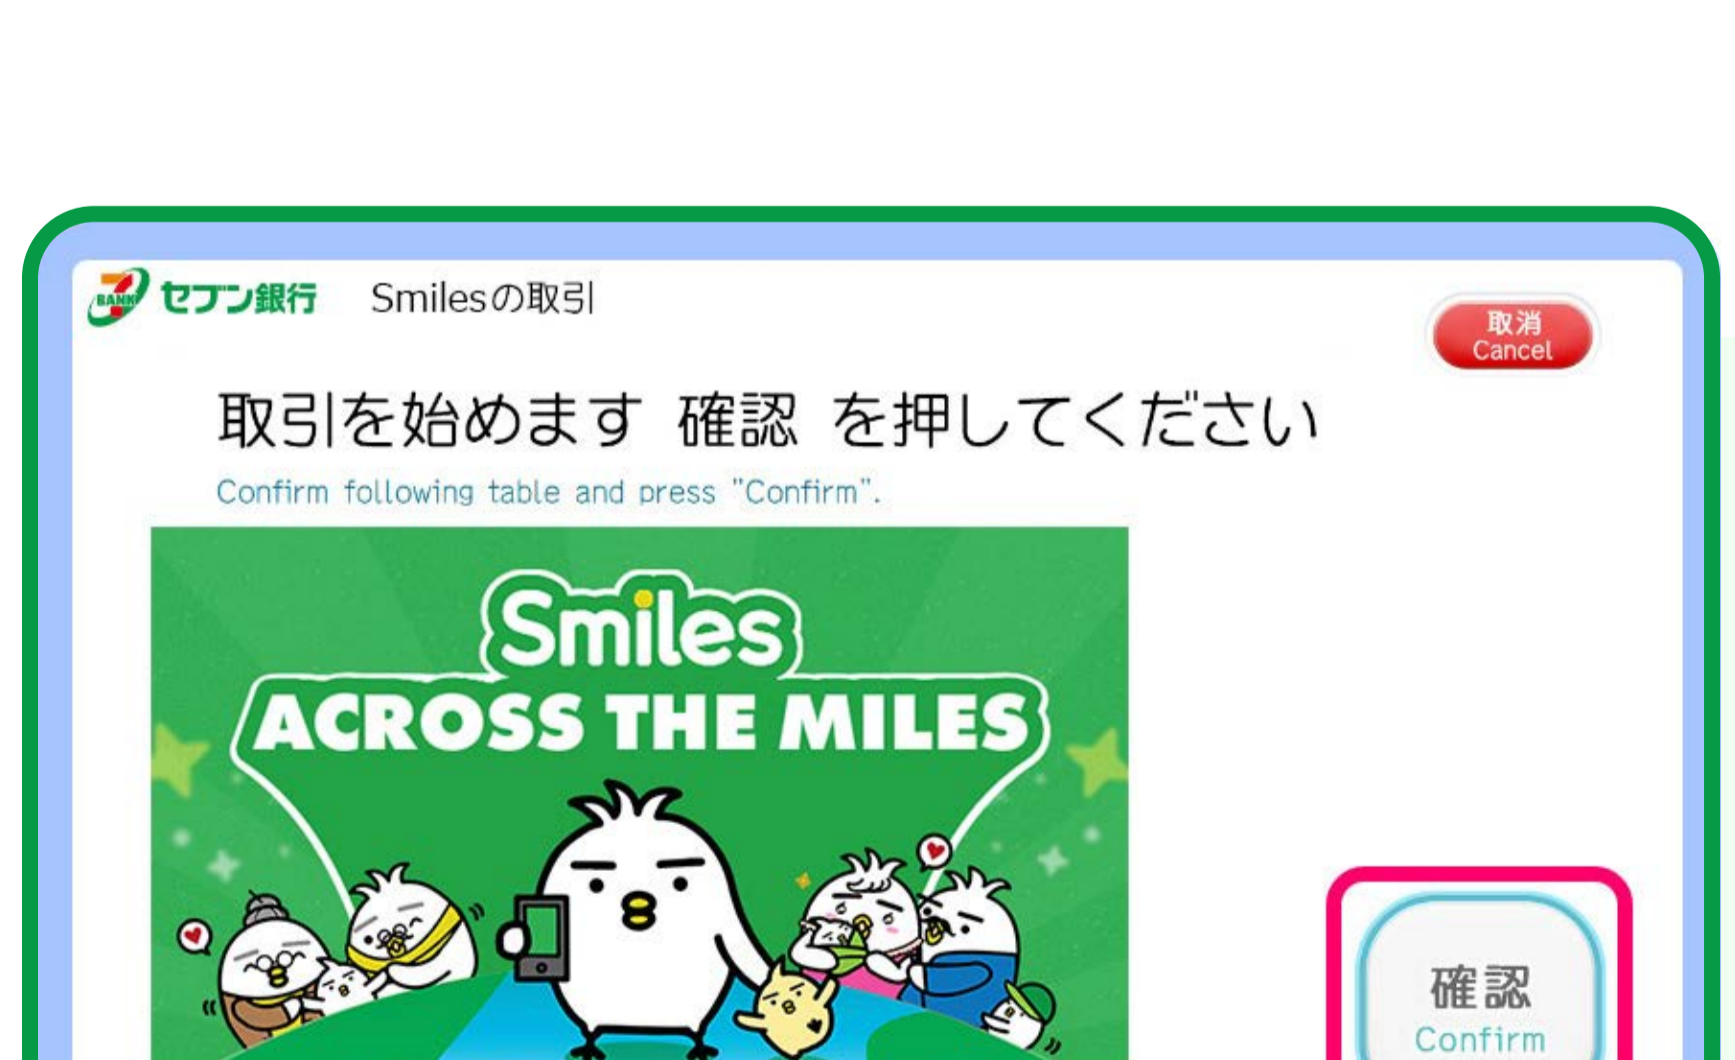 7 BANK セブン銀行 Smilesの取引
取消
Cancel
取引を始めます 確認 を押してください
Confirm following table and press "Confirm".
Smiles
ACROSS THE MILES
確認
Confirm